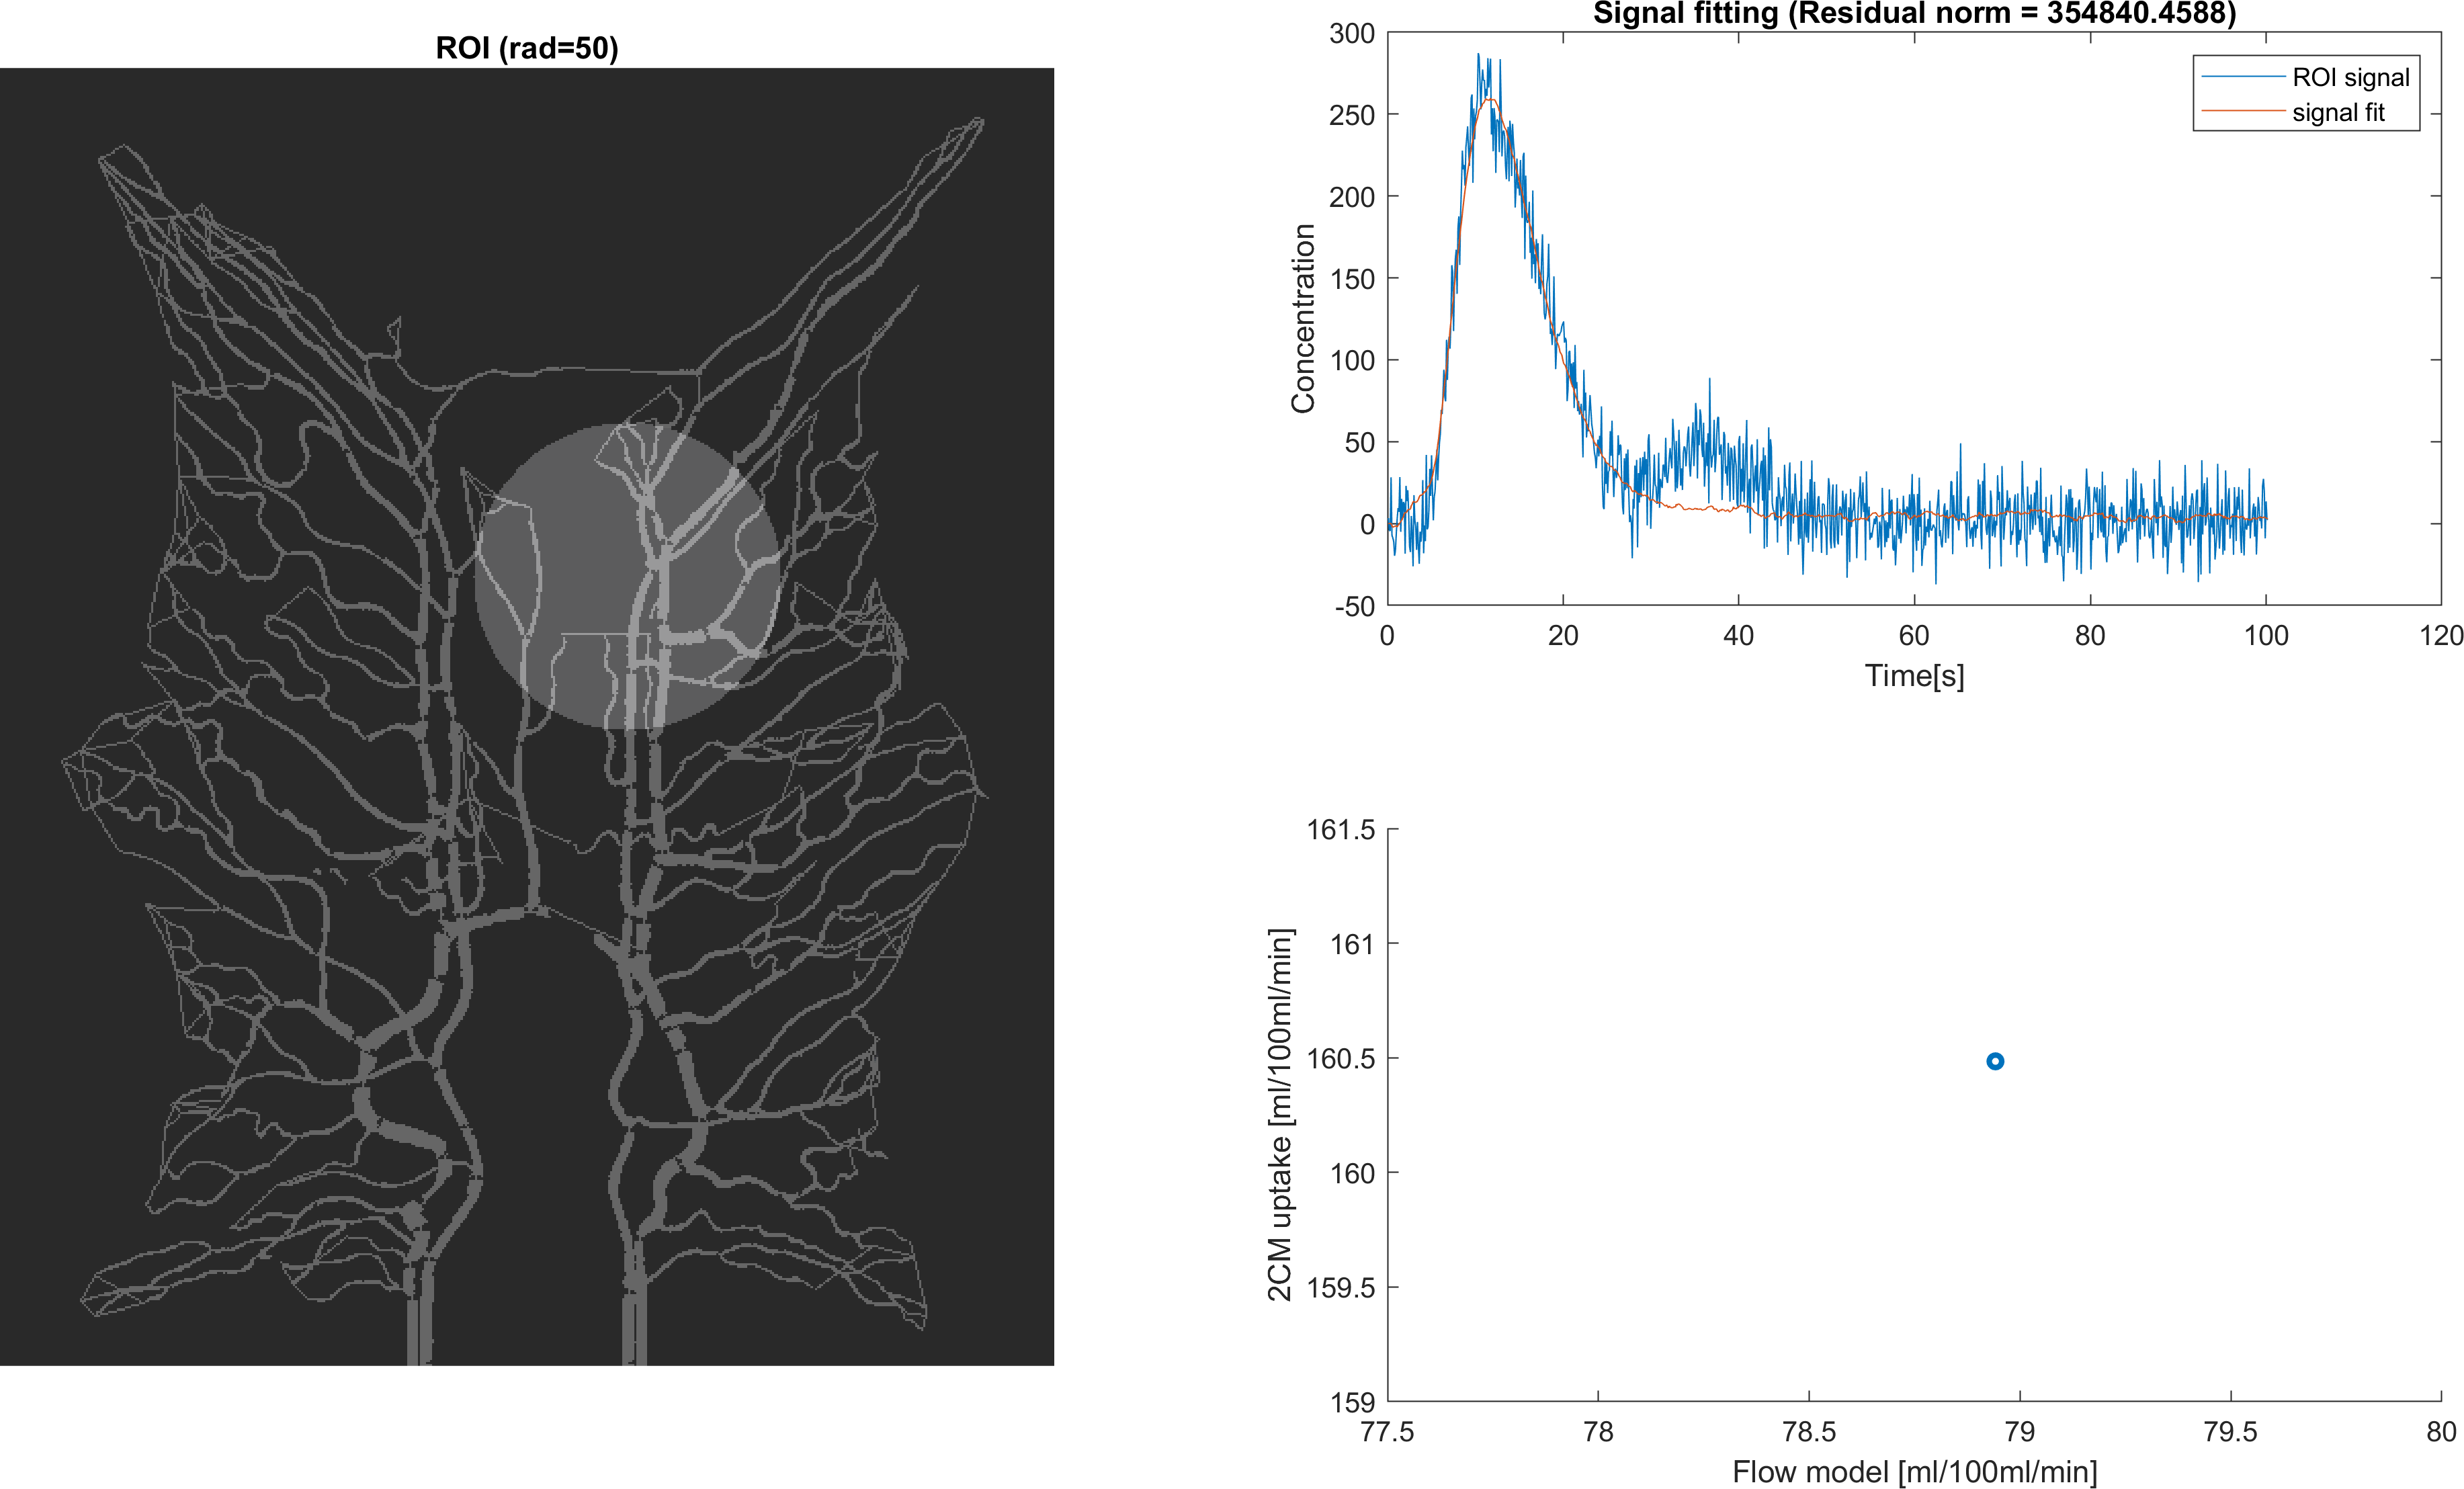 ROI (rad=50)
Signal fitting (Residual norm = 354840.4588)
300
250
200
150
100
50
0
-50
Concentration
ROI signal
signal fit
0 20 40 60 80 100 120
Time[s]
161.5
161
160.5
160
159.5
159
2CM uptake [ml/100ml/min]
77.5 78 78.5 79 79.5 80
Flow model [ml/100ml/min]